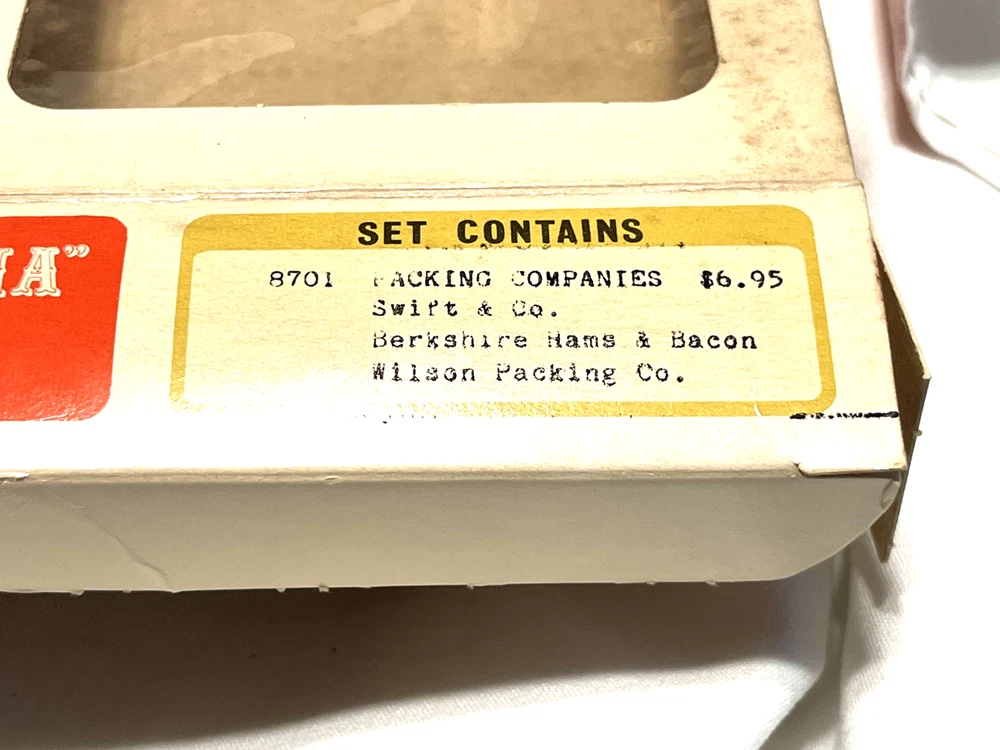 SET CONTAINS
8701 PACKING COMPANIES $6.95
Swift & Co.
Berkshire Hams & Bacon
Wilson Packing Co.